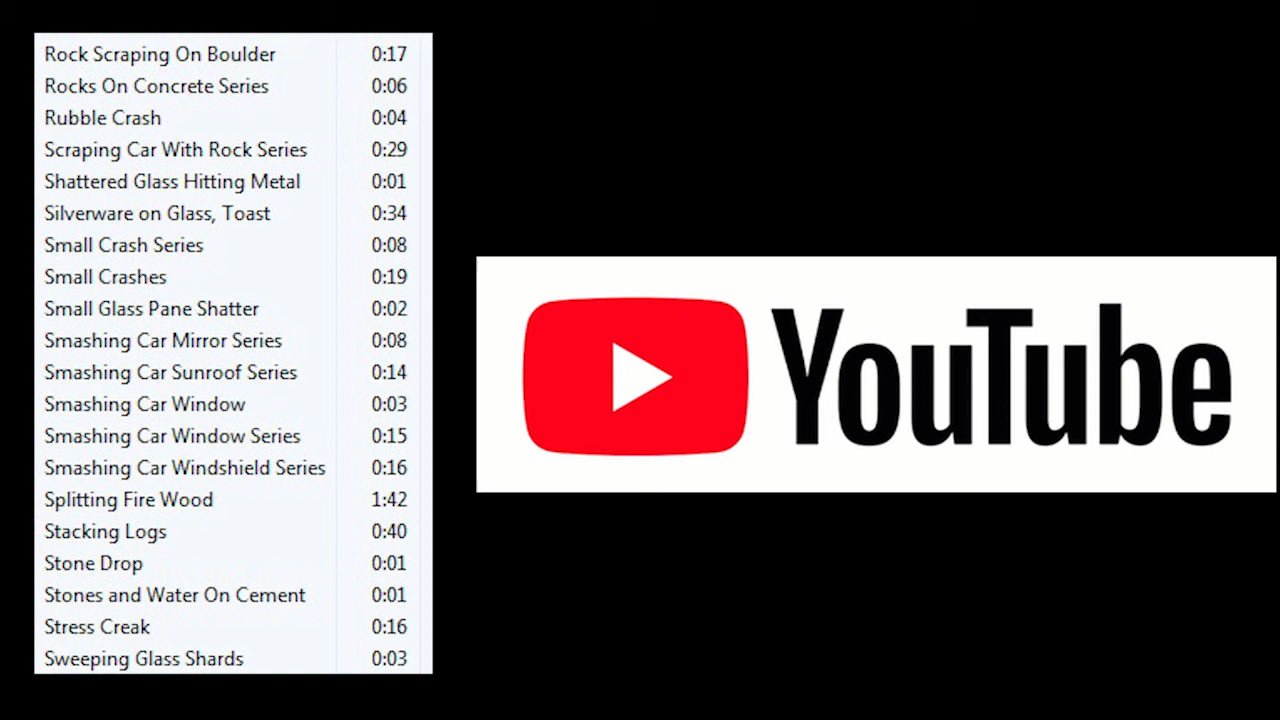 Rock Scraping On Boulder 0:17
Rocks On Concrete Series 0:06
Rubble Crash 0:04
Scraping Car With Rock Series 0:29
Shattered Glass Hitting Metal 0:01
Silverware on Glass, Toast 0:34
Small Crash Series 0:08
Small Crashes 0:19
Small Glass Pane Shatter 0:02
Smashing Car Mirror Series 0:08
Smashing Car Sunroof Series 0:14
Smashing Car Window 0:03
Smashing Car Window Series 0:15
Smashing Car Windshield Series 0:16
Splitting Fire Wood 1:42
Stacking Logs 0:40
Stone Drop 0:01
Stones and Water On Cement 0:01
Stress Creak 0:16
Sweeping Glass Shards 0:03
YouTube